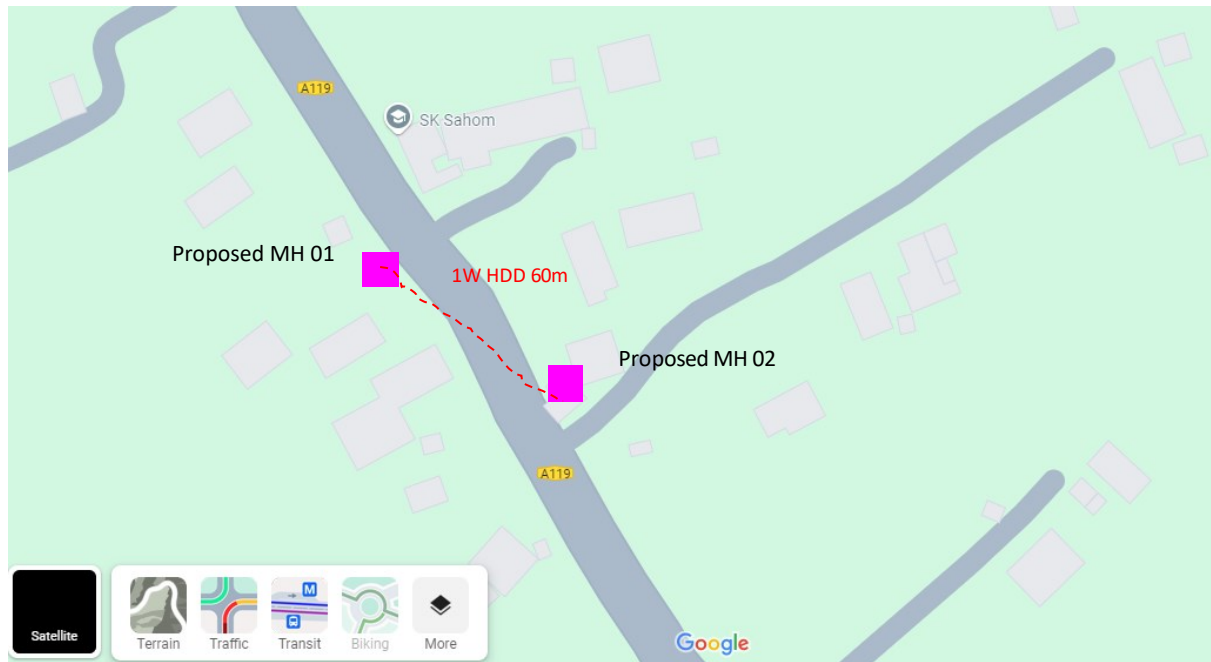 A119
SK Sahom
Proposed MH 01
1W HDD 60m
Proposed MH 02
A119
Satellite
Terrain
Traffic
M
Transit
Biking
More
Google